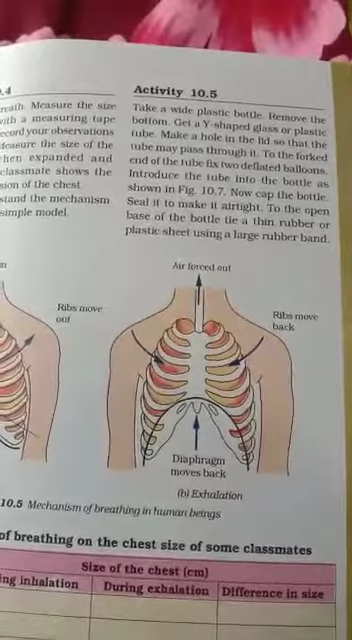 .4
reath. Measure the size
with a measuring tape
ecord your observations
Measure the size of the
hen expanded and
classmate shows the
sion of the chest.
stand the mechanism
simple model.
Activity 10.5
Take a wide plastic bottle. Remove the
bottom. Get a Y-shaped glass or plastic
tube. Make a hole in the lid so that the
tube may pass through it. To the forked
end of the tube fix two deflated balloons.
Introduce the tube into the bottle as
shown in Fig. 10.7. Now cap the bottle.
Seal it to make it airtight. To the open
base of the bottle tie a thin rubber or
plastic sheet using a large rubber band.
Ribs move
out
Air forced out
Ribs move
back
Diaphragm
moves back
(b) Exhalation
10.5 Mechanism of breathing in human beings
of breathing on the chest size of some classmates
Size of the chest (cm)
ing inhalation
During exhalation
Difference in size